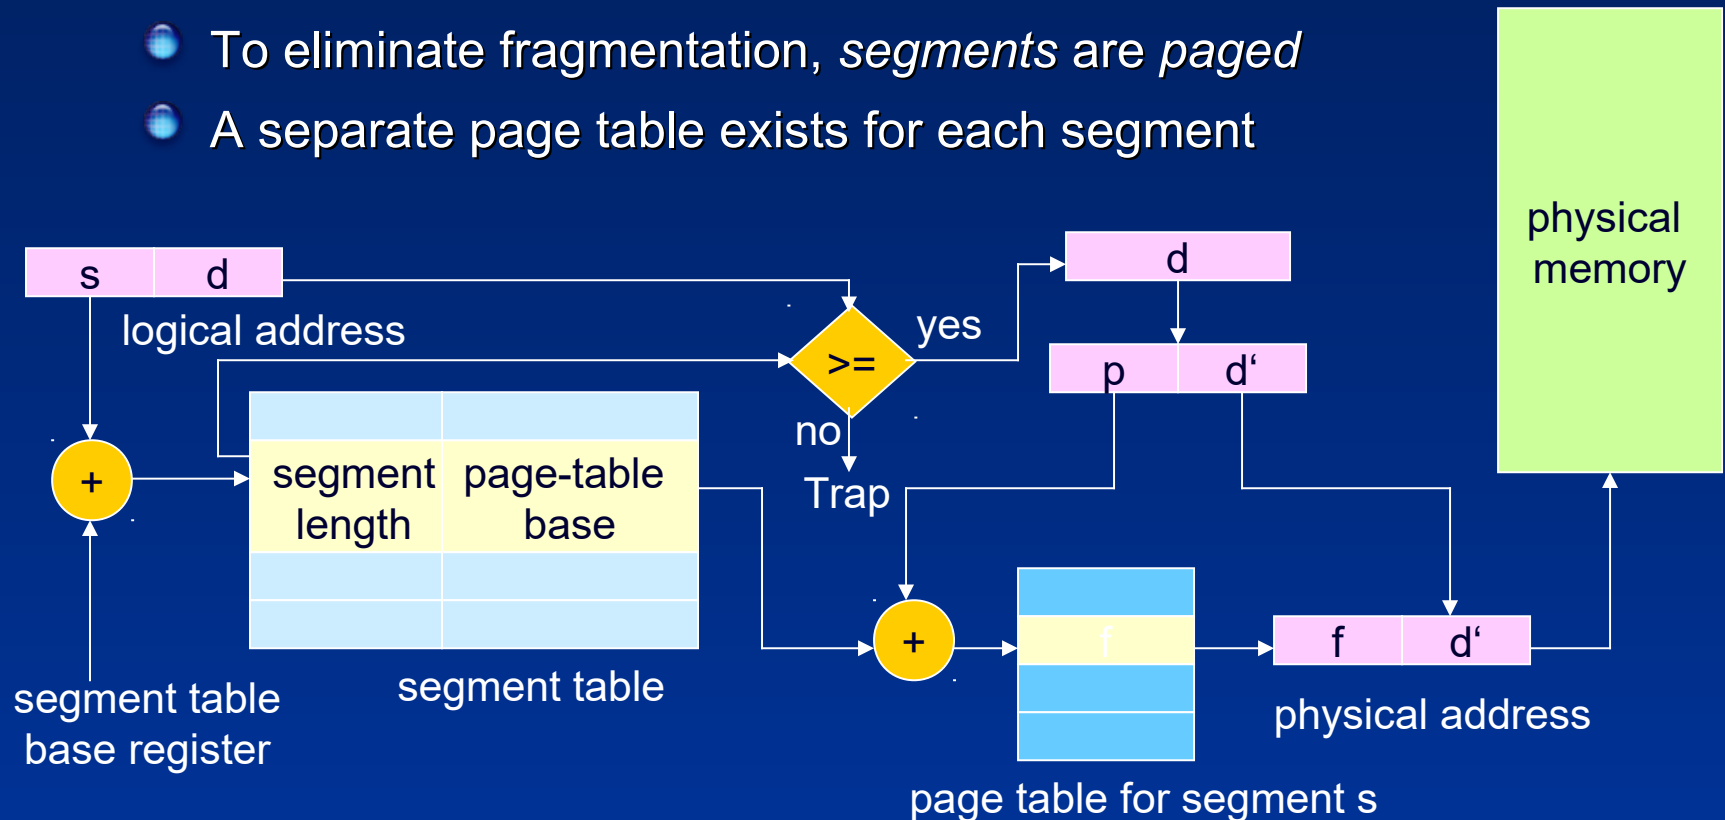 To eliminate fragmentation, segments are paged
A separate page table exists for each segment
physical
memory
s d
logical address
d
>=
yes
no
Trap
p d‘
+
segment
length
page-table
base
segment table
segment table
base register
+
f
f d‘
physical address
page table for segment s